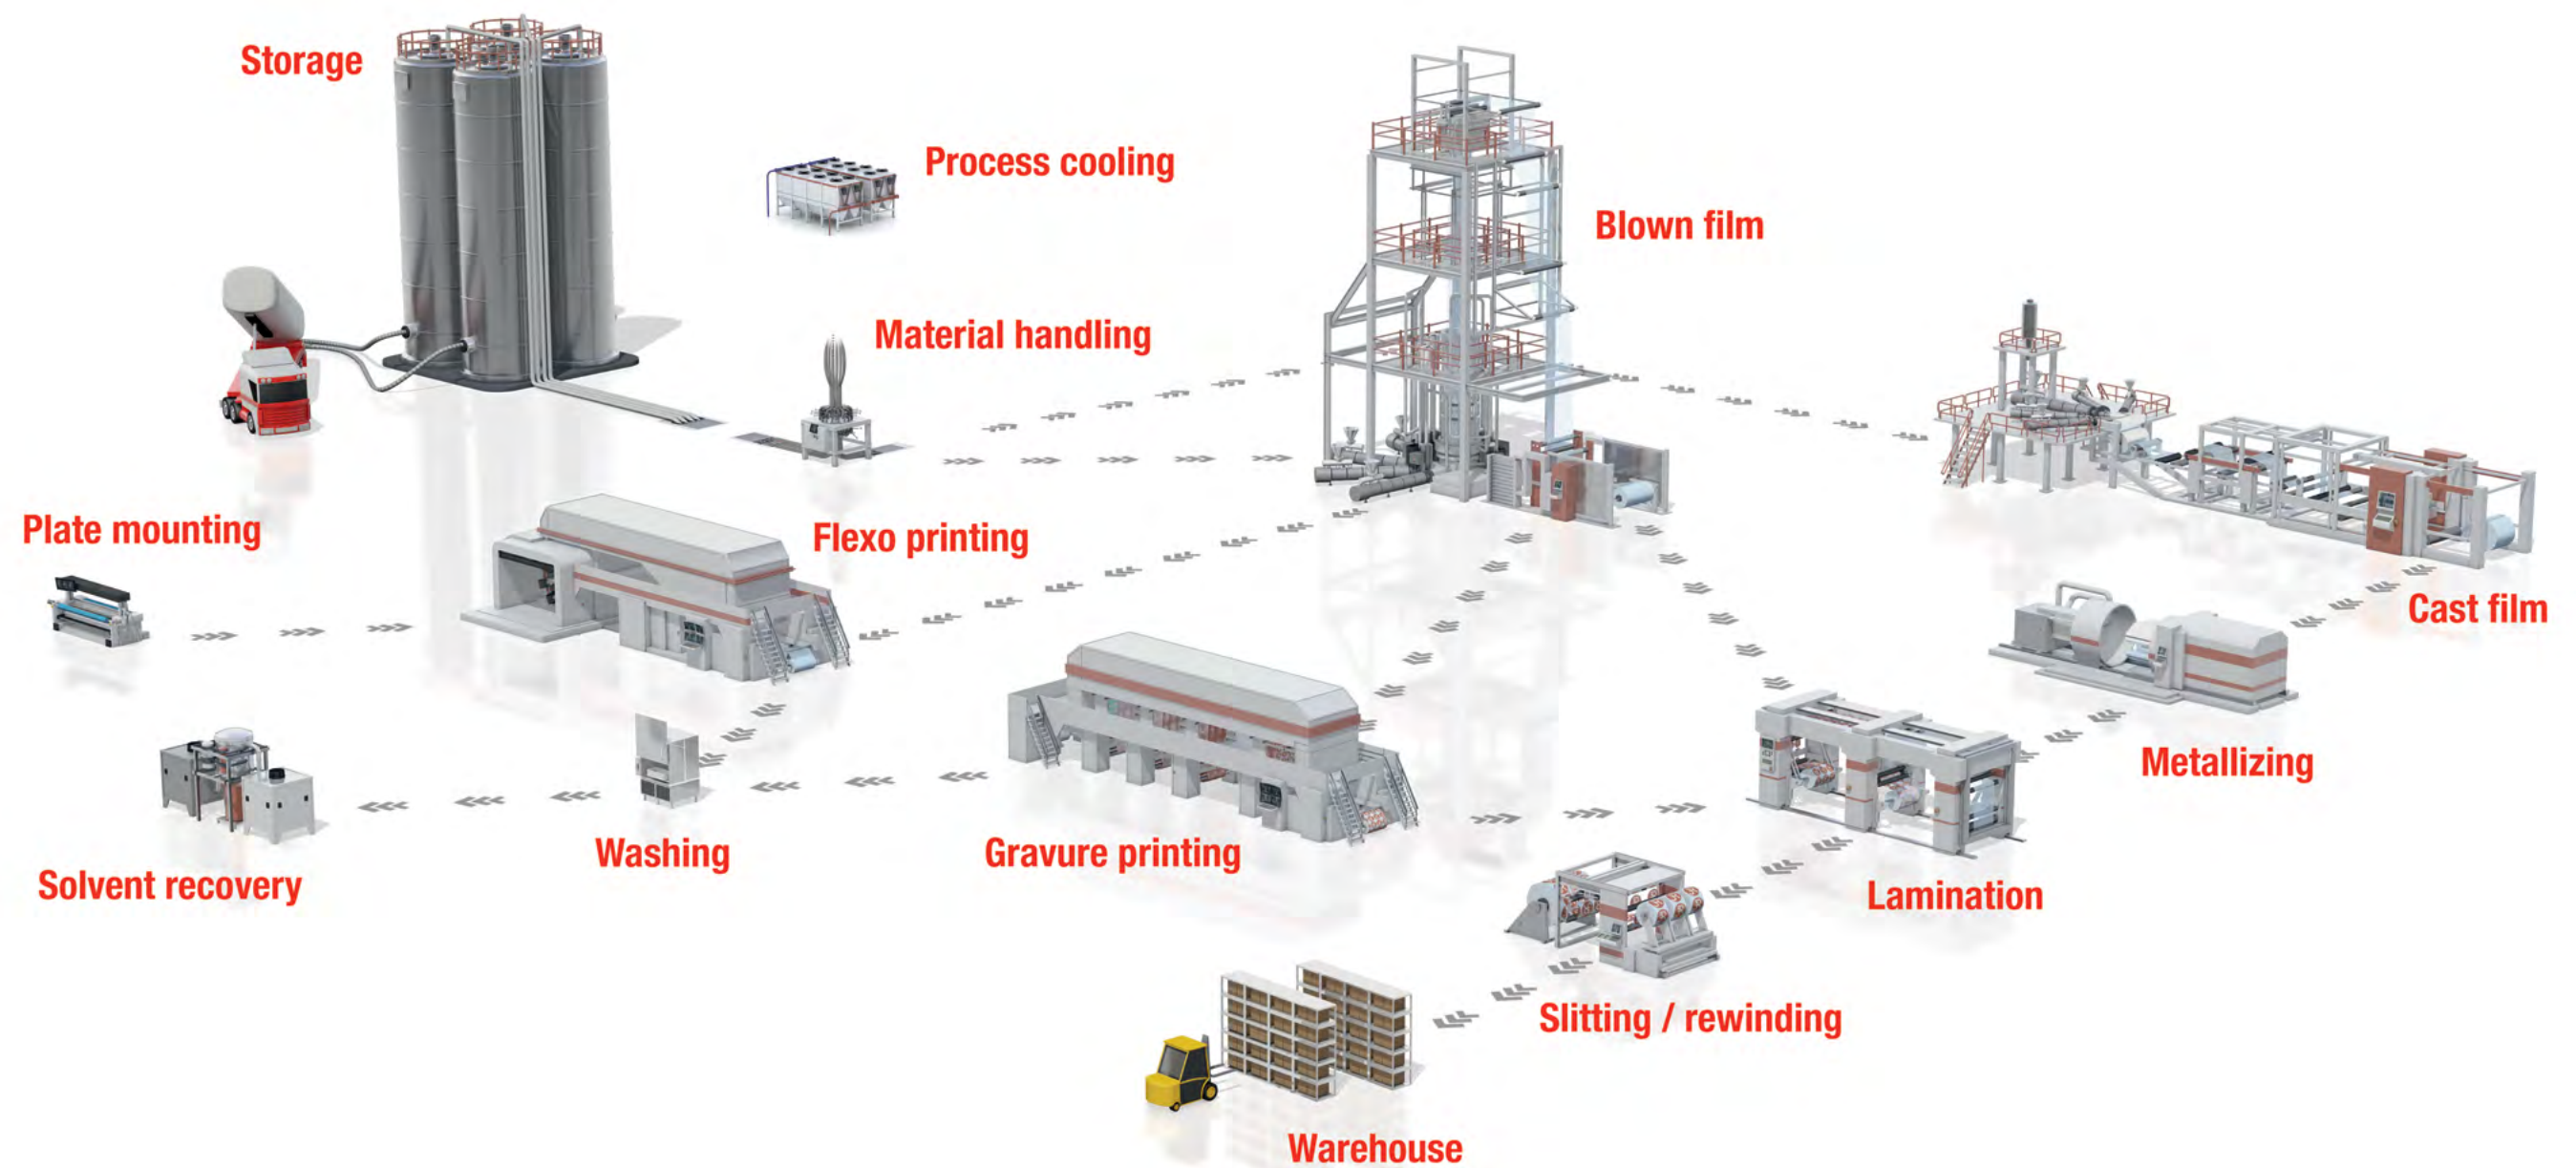 Storage
Process cooling
Blown film
Material handling
Plate mounting
Flexo printing
Cast film
Metallizing
Washing
Gravure printing
Solvent recovery
Lamination
Slitting / rewinding
Warehouse